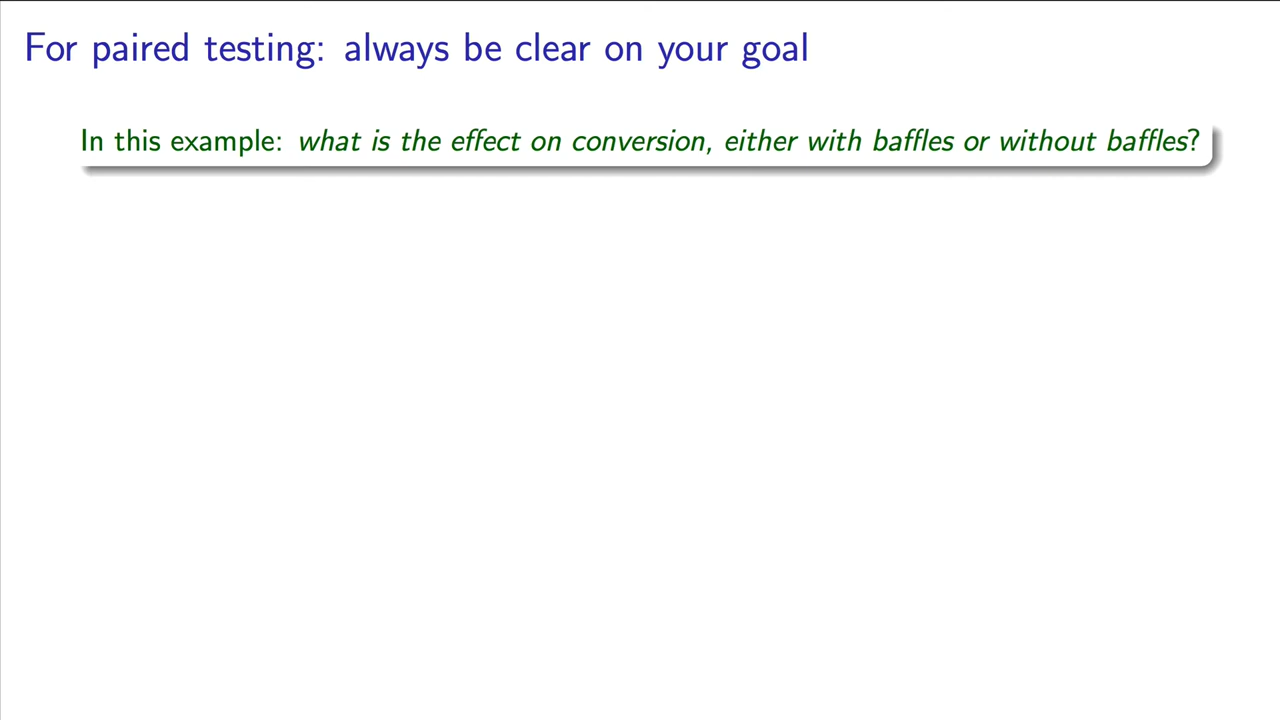 For paired testing: always be clear on your goal
In this example: what is the effect on conversion, either with baffles or without baffles?